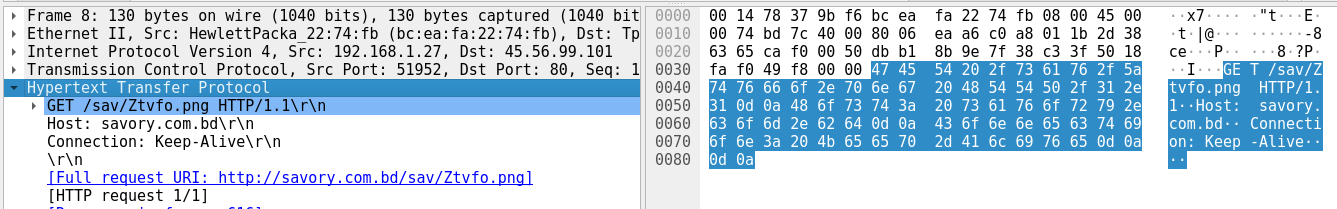 Frame 8: 130 bytes on wire (1040 bits), 130 bytes captured (1040 bit
Ethernet II, Src: HewlettPacka_22:74:fb (bc:ea:fa:22:74:fb), Dst: Tp
Internet Protocol Version 4, Src: 192.168.1.27, Dst: 45.56.99.101
Transmission Control Protocol, Src Port: 51952, Dst Port: 80, Seq: 1
Hypertext Transfer Protocol
GET /sav/Ztvfo.png HTTP/1.1\r\n
Host: savory.com.bd\r\n
Connection: Keep-Alive\r\n
\r\n
[Full request URI: http://savory.com.bd/sav/Ztvfo.png]
[HTTP request 1/1]
0000 00 14 78 37 9b f6 bc ea fa 22 74 fb 08 00 45 00 ··x7···· ·"t···E·
0010 00 74 bd 7c 40 00 80 06 ea a6 c0 a8 01 1b 2d 38 ·t·|@··· ······-8
0020 63 65 ca f0 00 50 db b1 8b 9e 7f 38 c3 3f 50 18 ce···P·· ···8·?P·
0030 fa f0 49 f8 00 00 47 45 54 20 2f 73 61 76 2f 5a ··I···GE T /sav/Z
0040 74 76 66 6f 2e 70 6e 67 20 48 54 54 50 2f 31 2e tvfo.png HTTP/1.
0050 31 0d 0a 48 6f 73 74 3a 20 73 61 76 6f 72 79 2e 1··Host: savory.
0060 63 6f 6d 2e 62 64 0d 0a 43 6f 6e 6e 65 63 74 69 com.bd·· Connecti
0070 6f 6e 3a 20 4b 65 65 70 2d 41 6c 69 76 65 0d 0a on: Keep -Alive··
0080 0d 0a ··